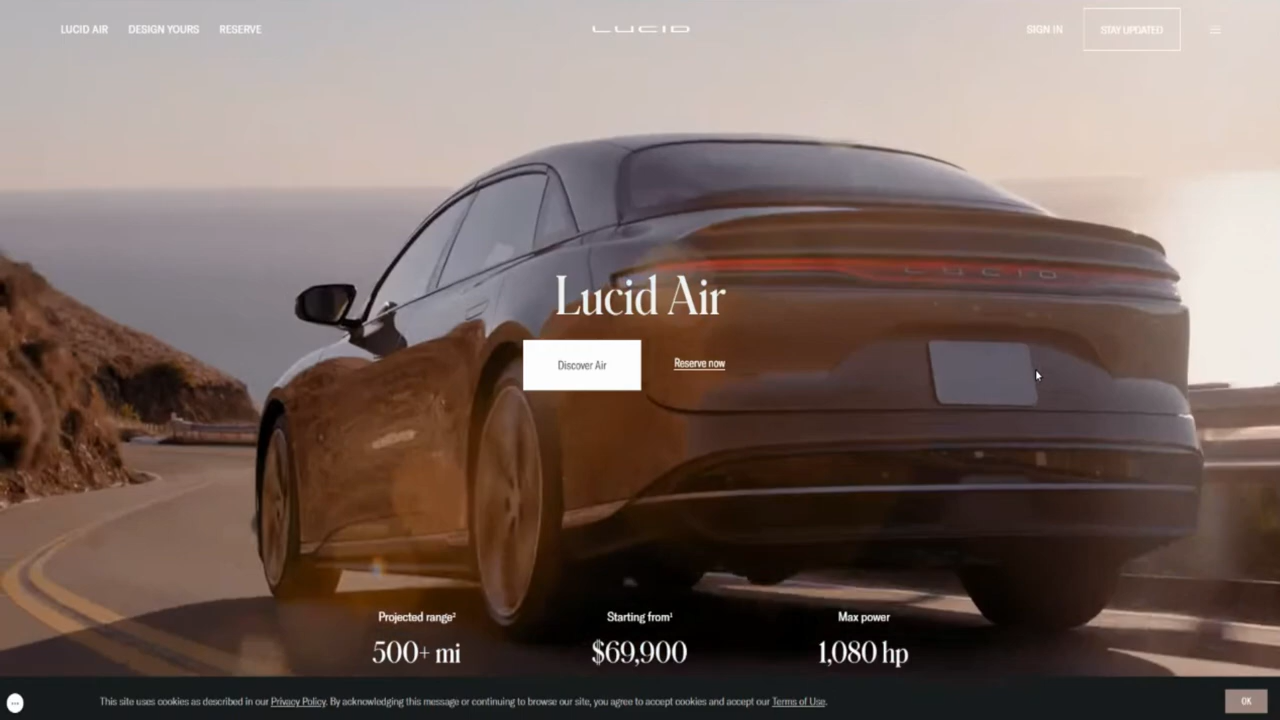 LUCID AIR DESIGN YOURS RESERVE LUCID SIGN IN STAY UPDATED
LUCID
Lucid Air
Discover Air Reserve now
Projected range² Starting from¹ Max power
500+ mi $69,900 1,080 hp
This site uses cookies as described in our Privacy Policy. By acknowledging this message or continuing to browse our site, you agree to accept cookies and accept our Terms of Use. OK